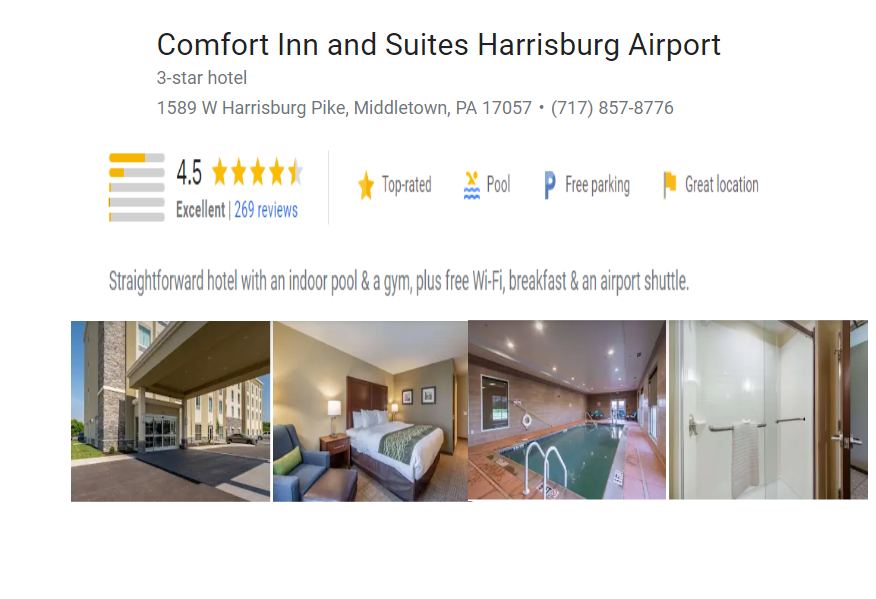 Comfort Inn and Suites Harrisburg Airport
3-star hotel
1589 W Harrisburg Pike, Middletown, PA 17057 • (717) 857-8776
4.5
Excellent | 269 reviews
Top-rated
Pool
Free parking
Great location
Straightforward hotel with an indoor pool & a gym, plus free Wi-Fi, breakfast & an airport shuttle.